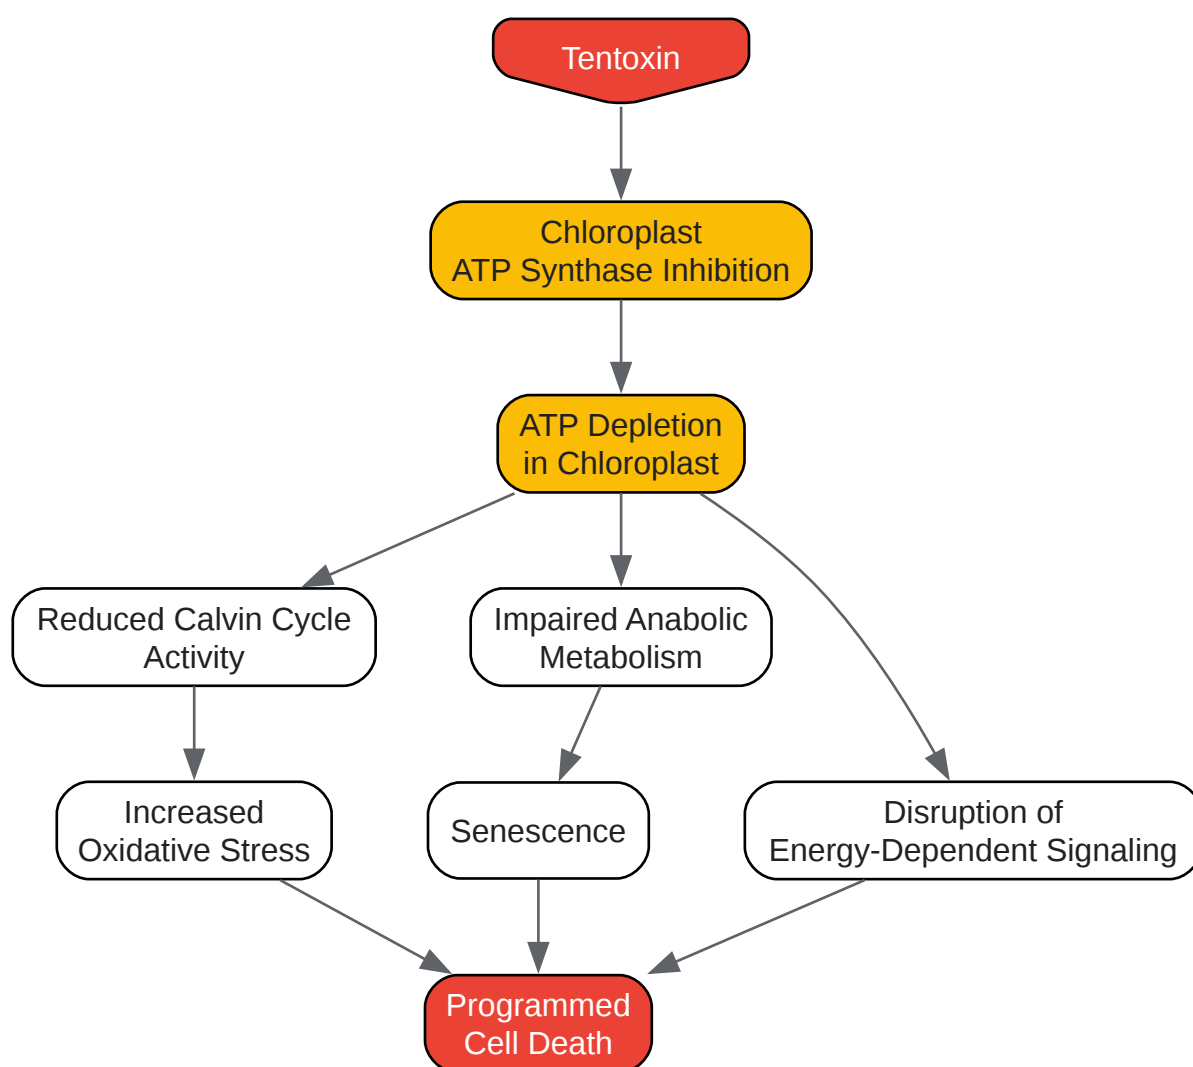 Tentoxin
Chloroplast
ATP Synthase Inhibition
ATP Depletion
in Chloroplast
Reduced Calvin Cycle
Activity
Impaired Anabolic
Metabolism
Increased
Oxidative Stress
Senescence
Disruption of
Energy-Dependent Signaling
Programmed
Cell Death